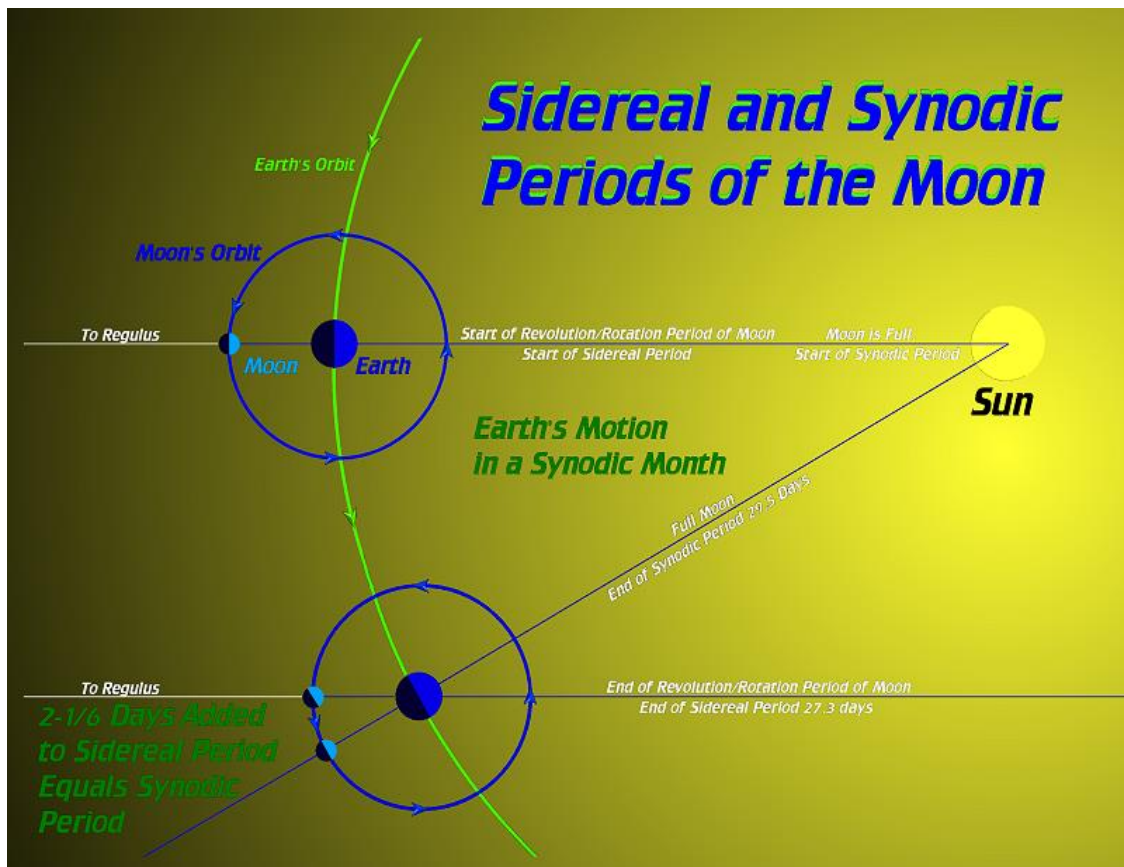 Sidereal and Synodic
Periods of the Moon
Earth's Orbit
Moon's Orbit
To Regulus
Start of Revolution/Rotation Period of Moon
Moon is Full
Start of Sidereal Period
Start of Synodic Period
Moon
Earth
Sun
Earth's Motion
in a Synodic Month
Full Moon
End of Synodic Period 29.5 Days
To Regulus
End of Revolution/Rotation Period of Moon
End of Sidereal Period 27.3 days
2-1/6 Days Added
to Sidereal Period
Equals Synodic
Period